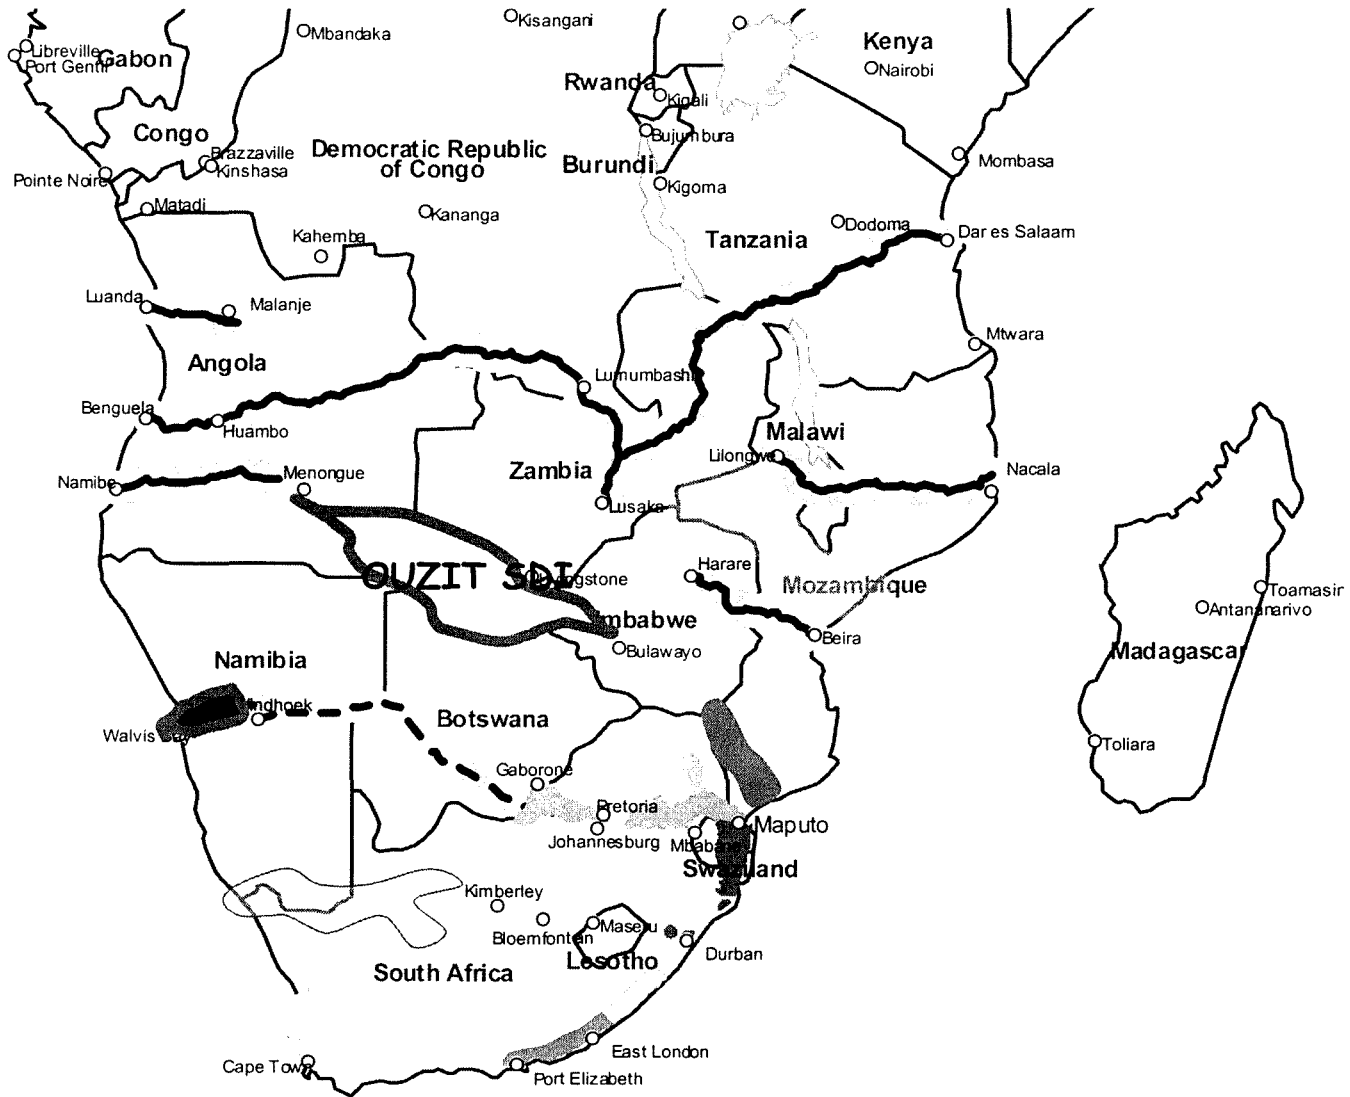 Kisangani
Mbandaka
Libreville
Gabon
Port Gentil
Kenya
Nairobi
Rwanda
Kigali
Congo
Bujumbura
Democratic Republic
of Congo
Brazzaville
Kinshasa
Burundi
Mombasa
Pointe Noire
Kigoma
Matadi
Kananga
Dodoma
Dar es Salaam
Kahemba
Tanzania
Luanda
Malanje
Mtwara
Angola
Lumumbashi
Benguela
Huambo
Malawi
Lilongwe
Zambia
Nacala
Menongue
Namibe
Lusaka
Harare
OUZIT SDI
Mozambique
Toamasin
Antananarivo
Beira
Bulawayo
Madagascar
Namibia
Botswana
Walvis Bay
Toliara
Gaborone
Pretoria
Maputo
Johannesburg
Swaziland
Kimberley
Maseru
Bloemfontein
Durban
Lesotho
South Africa
East London
Cape Town
Port Elizabeth